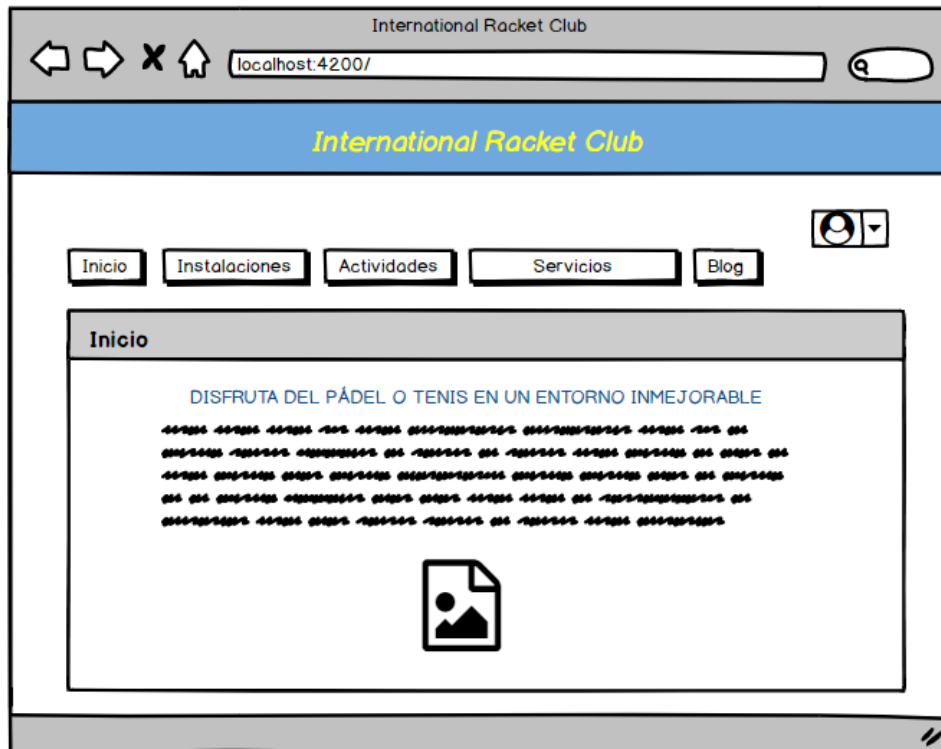 International Racket Club
localhost:4200/
International Racket Club
Inicio
Instalaciones
Actividades
Servicios
Blog
Inicio
DISFRUTA DEL PÁDEL O TENIS EN UN ENTORNO INMEJORABLE